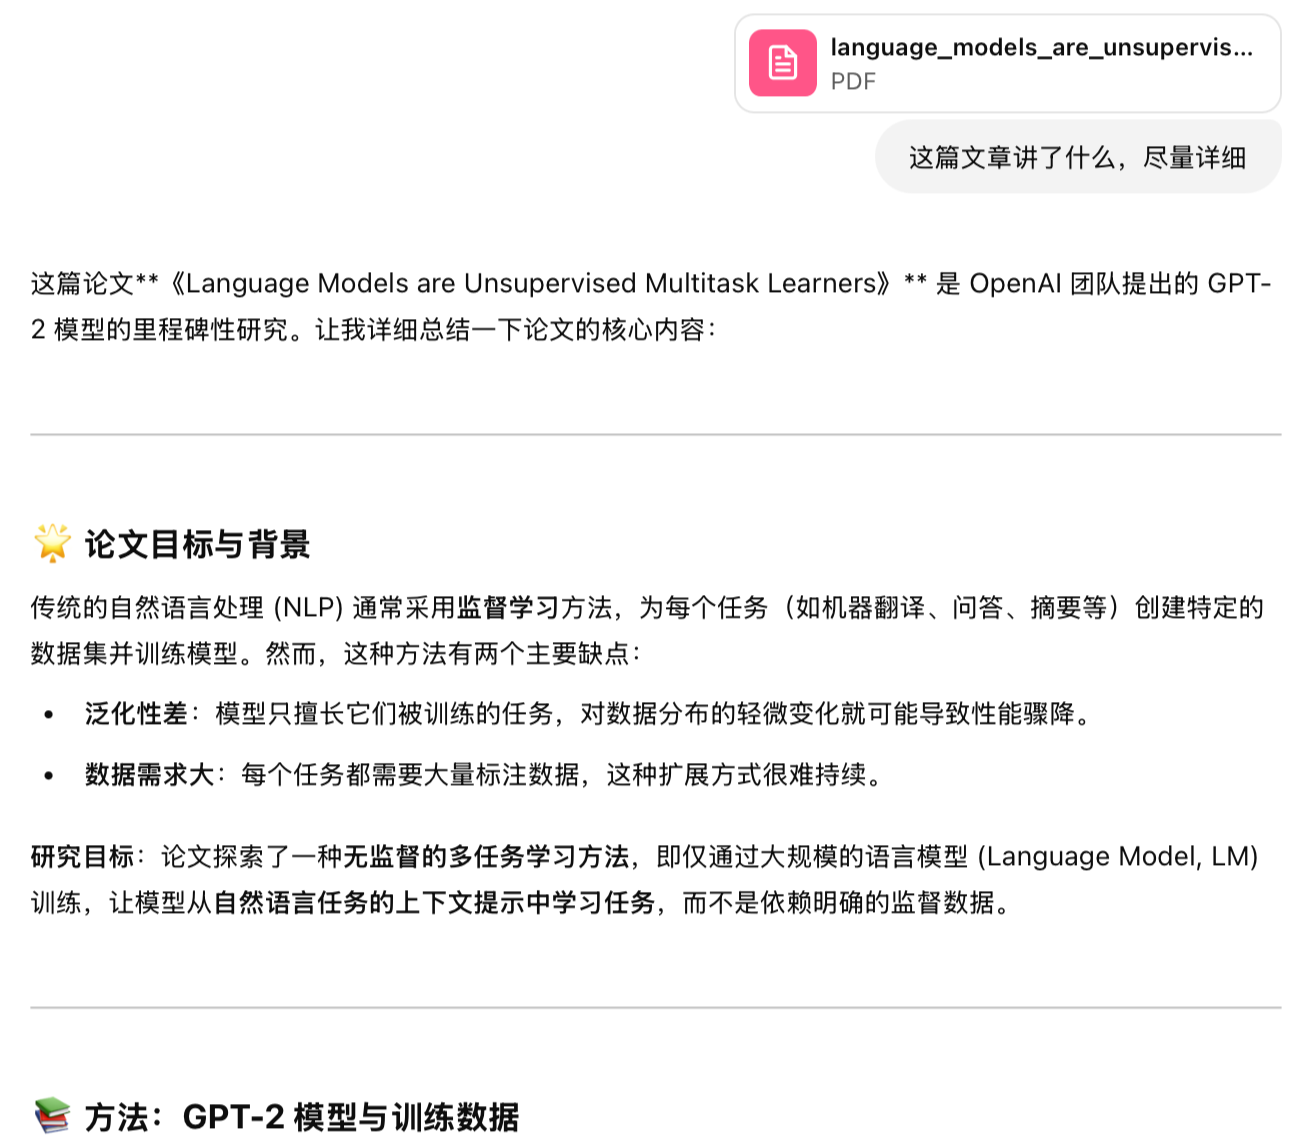 language_models_are_unsupervis...
PDF
这篇文章讲了什么，尽量详细
这篇论文**《Language Models are Unsupervised Multitask Learners》** 是 OpenAI 团队提出的 GPT-
2 模型的里程碑性研究。让我详细总结一下论文的核心内容：
🌟 论文目标与背景
传统的自然语言处理 (NLP) 通常采用监督学习方法，为每个任务（如机器翻译、问答、摘要等）创建特定的
数据集并训练模型。然而，这种方法有两个主要缺点：
• 泛化性差：模型只擅长它们被训练的任务，对数据分布的轻微变化就可能导致性能骤降。
• 数据需求大：每个任务都需要大量标注数据，这种扩展方式很难持续。
研究目标：论文探索了一种无监督的多任务学习方法，即仅通过大规模的语言模型 (Language Model, LM)
训练，让模型从自然语言任务的上下文提示中学习任务，而不是依赖明确的监督数据。
📚 方法：GPT-2 模型与训练数据